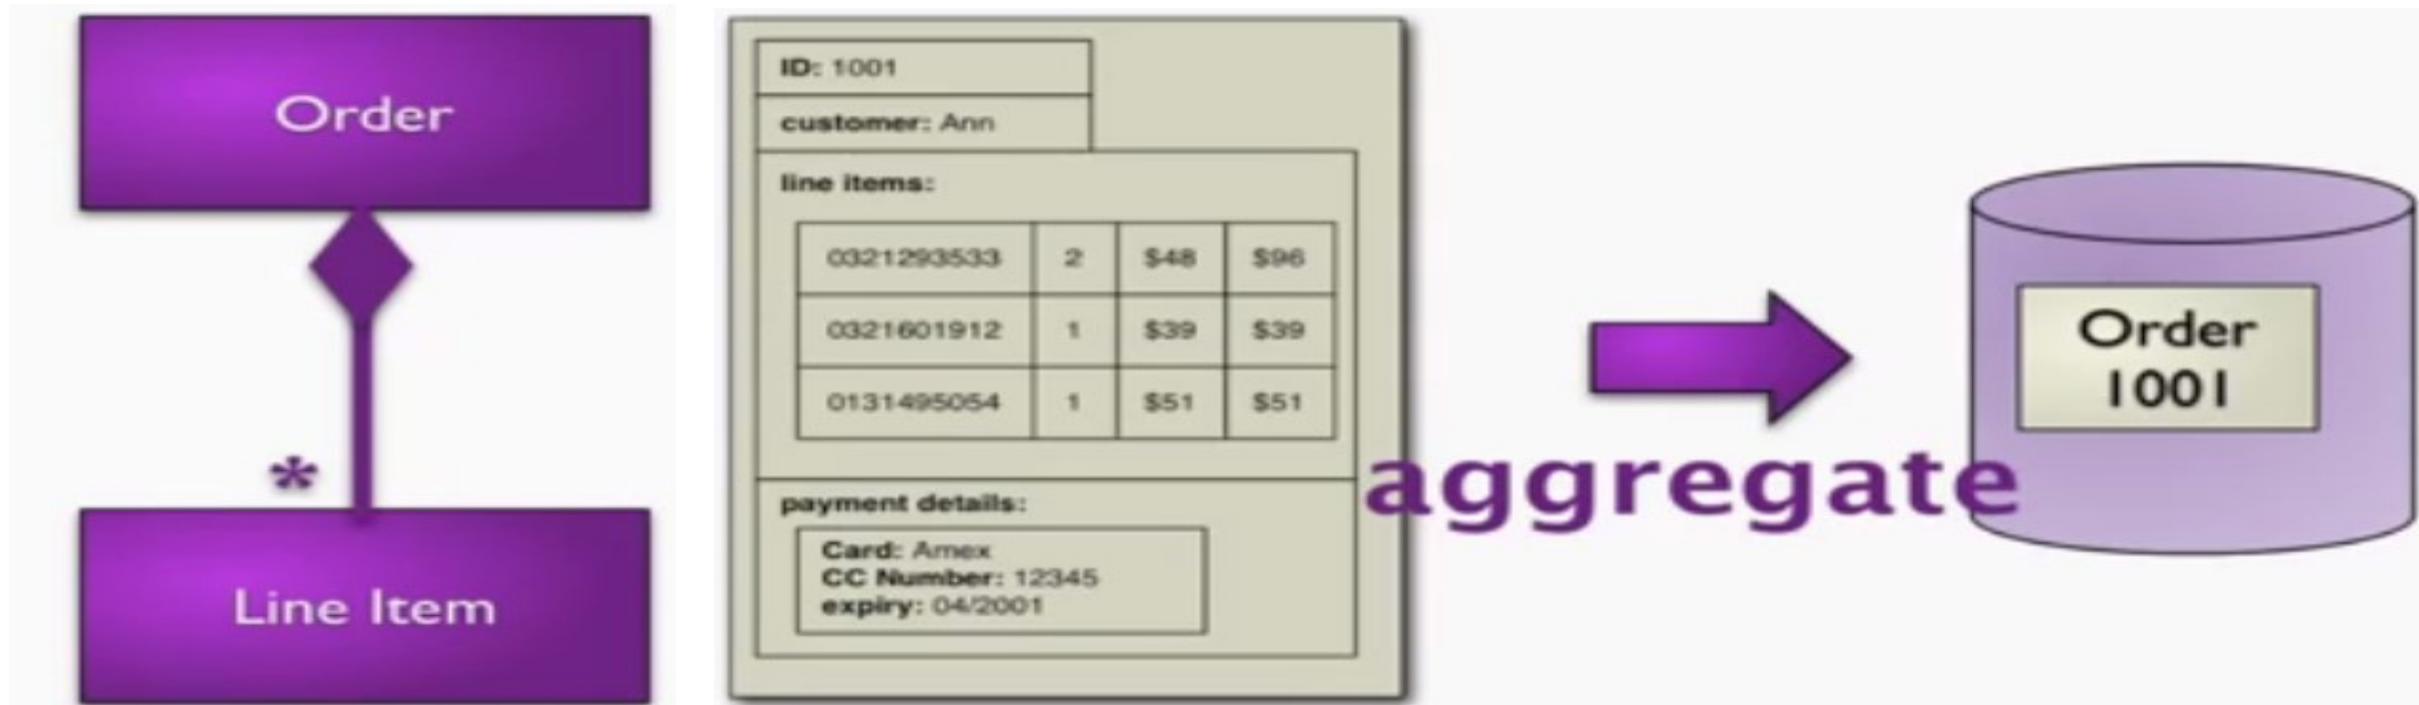 Order
*
Line Item
ID: 1001
customer: Ann
line items:
0321293533 2 $48 $96
0321601912 1 $39 $39
0131495054 1 $51 $51
payment details:
Card: Amex
CC Number: 12345
expiry: 04/2001
aggregate
Order
1001